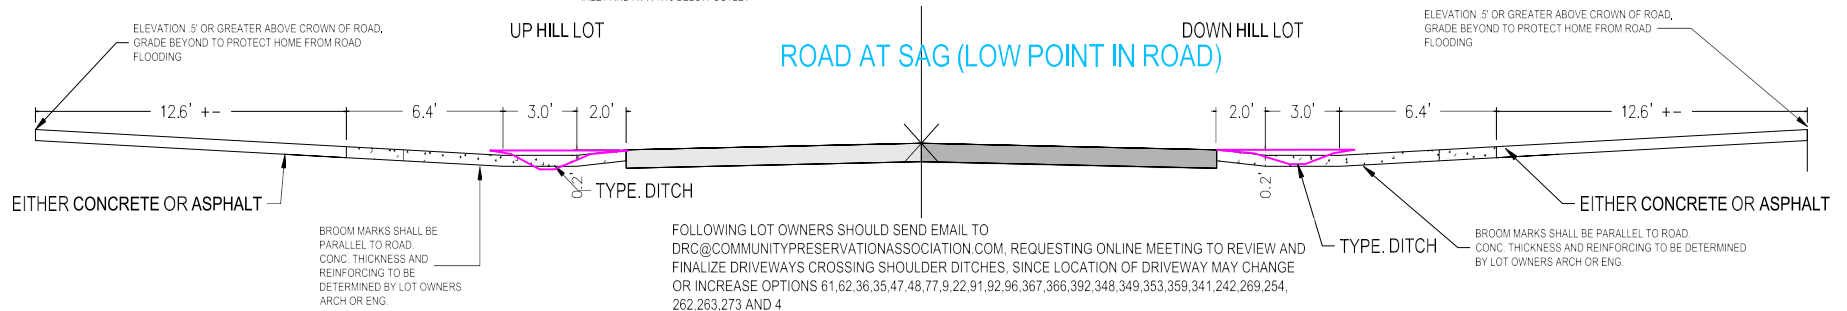 ELEVATION .5' OR GREATER ABOVE CROWN OF ROAD,
GRADE BEYOND TO PROTECT HOME FROM ROAD
FLOODING
UP HILL LOT
DOWN HILL LOT
ELEVATION .5' OR GREATER ABOVE CROWN OF ROAD,
GRADE BEYOND TO PROTECT HOME FROM ROAD
FLOODING
ROAD AT SAG (LOW POINT IN ROAD)
12.6' +- 6.4' 3.0' 2.0' 2.0' 3.0' 6.4' 12.6' +-
0.2'
0.2'
TYPE. DITCH
EITHER CONCRETE OR ASPHALT
EITHER CONCRETE OR ASPHALT
BROOM MARKS SHALL BE
PARALLEL TO ROAD.
CONC. THICKNESS AND
REINFORCING TO BE
DETERMINED BY LOT OWNERS
ARCH OR ENG.
FOLLOWING LOT OWNERS SHOULD SEND EMAIL TO
DRC@COMMUNITYPRESERVATIONASSOCIATION.COM, REQUESTING ONLINE MEETING TO REVIEW AND
FINALIZE DRIVEWAYS CROSSING SHOULDER DITCHES, SINCE LOCATION OF DRIVEWAY MAY CHANGE
OR INCREASE OPTIONS 61,62,36,35,47,48,77,9,22,91,92,96,367,366,392,348,349,353,359,341,242,269,254,
262,263,273 AND 4
TYPE. DITCH
BROOM MARKS SHALL BE PARALLEL TO ROAD.
CONC. THICKNESS AND REINFORCING TO BE DETERMINED
BY LOT OWNERS ARCH OR ENG.